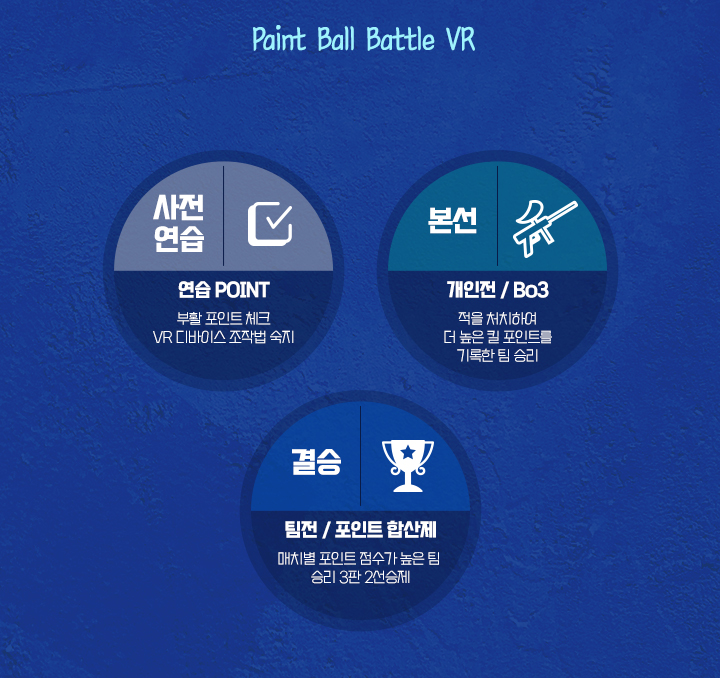 Paint Ball Battle VR
사전
연습
연습 POINT
부활 포인트 체크
VR 디바이스 조작법 숙지
본선
개인전 / Bo3
적을 처치하여
더 높은 킬 포인트를
기록한 팀 승리
결승
팀전 / 포인트 합산제
매치별 포인트 점수가 높은 팀
승리 3판 2선승제